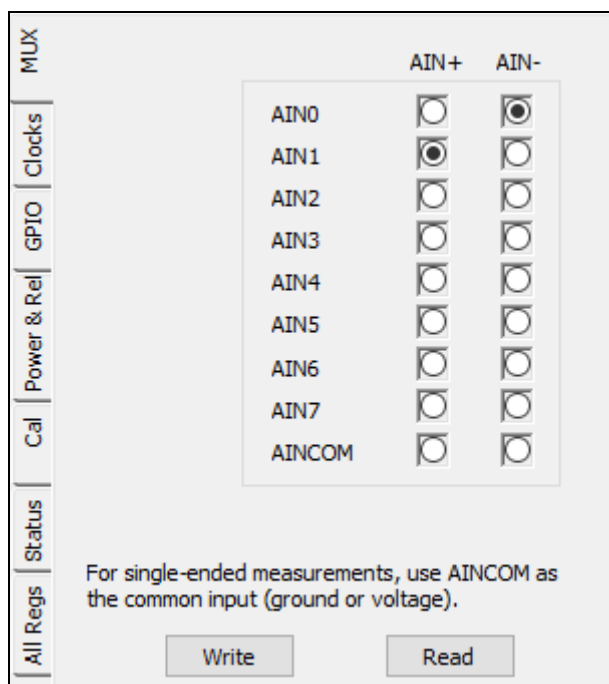 MUX
Clocks
GPIO
Power & Rel
Cal
Status
All Regs
AIN+ AIN-
AIN0
AIN1
AIN2
AIN3
AIN4
AIN5
AIN6
AIN7
AINCOM
For single-ended measurements, use AINCOM as
the common input (ground or voltage).
Write Read